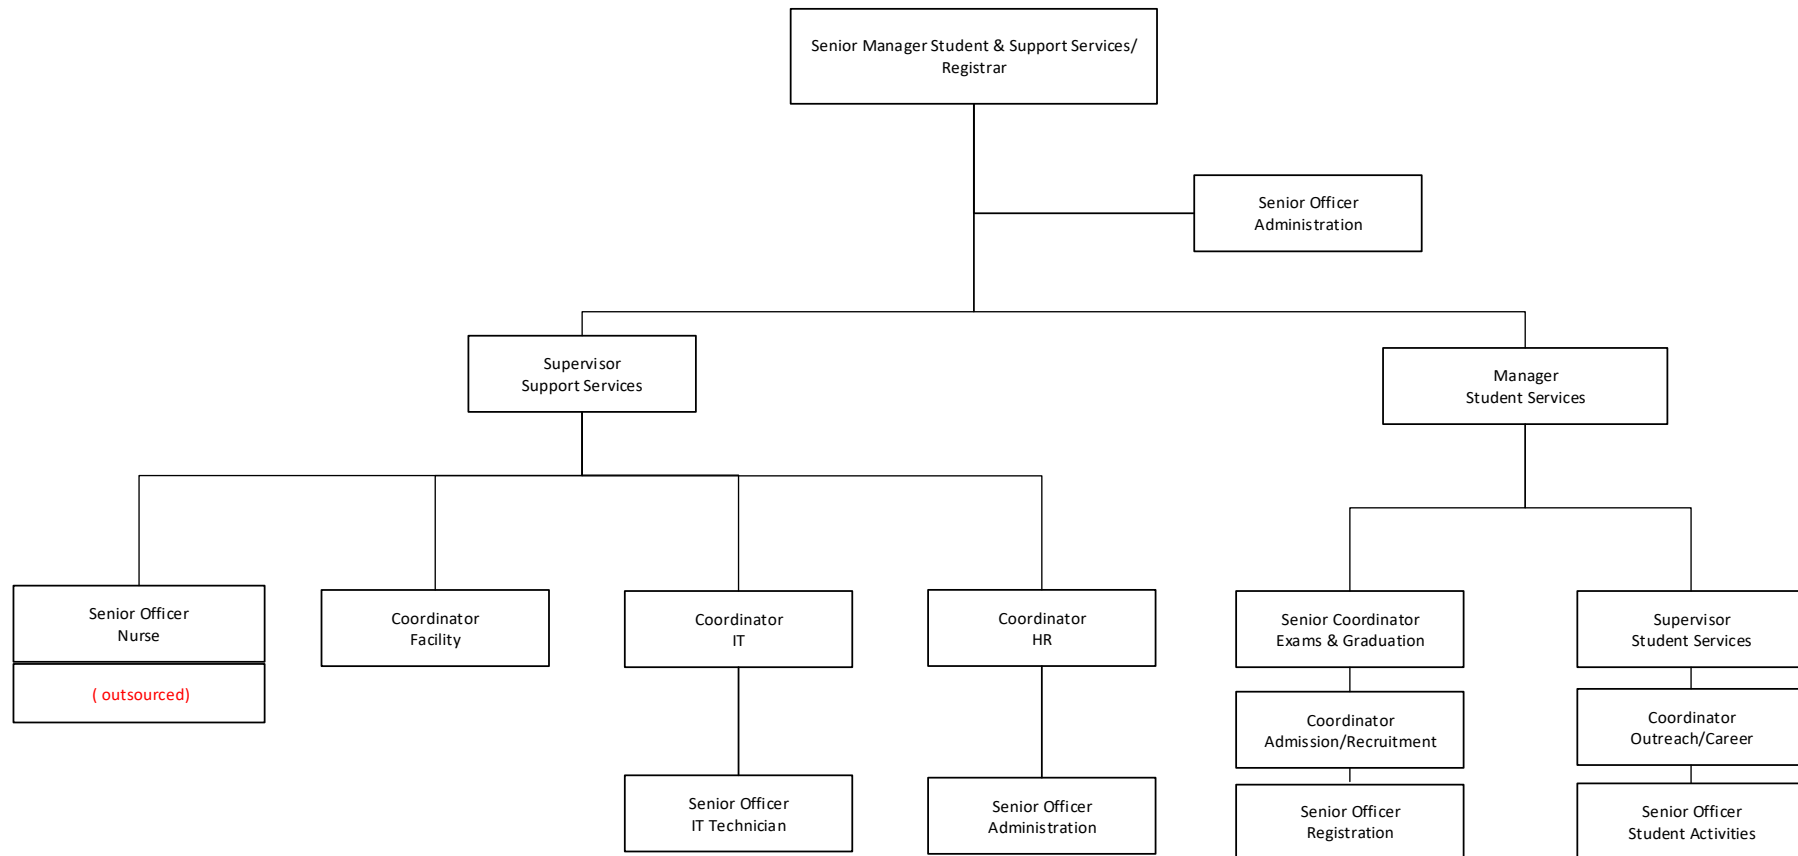 Senior Manager Student & Support Services/
Registrar
Senior Officer
Administration
Supervisor
Support Services
Manager
Student Services
Senior Officer
Nurse
( outsourced)
Coordinator
Facility
Coordinator
IT
Coordinator
HR
Senior Coordinator
Exams & Graduation
Supervisor
Student Services
Coordinator
Admission/Recruitment
Coordinator
Outreach/Career
Senior Officer
IT Technician
Senior Officer
Administration
Senior Officer
Registration
Senior Officer
Student Activities